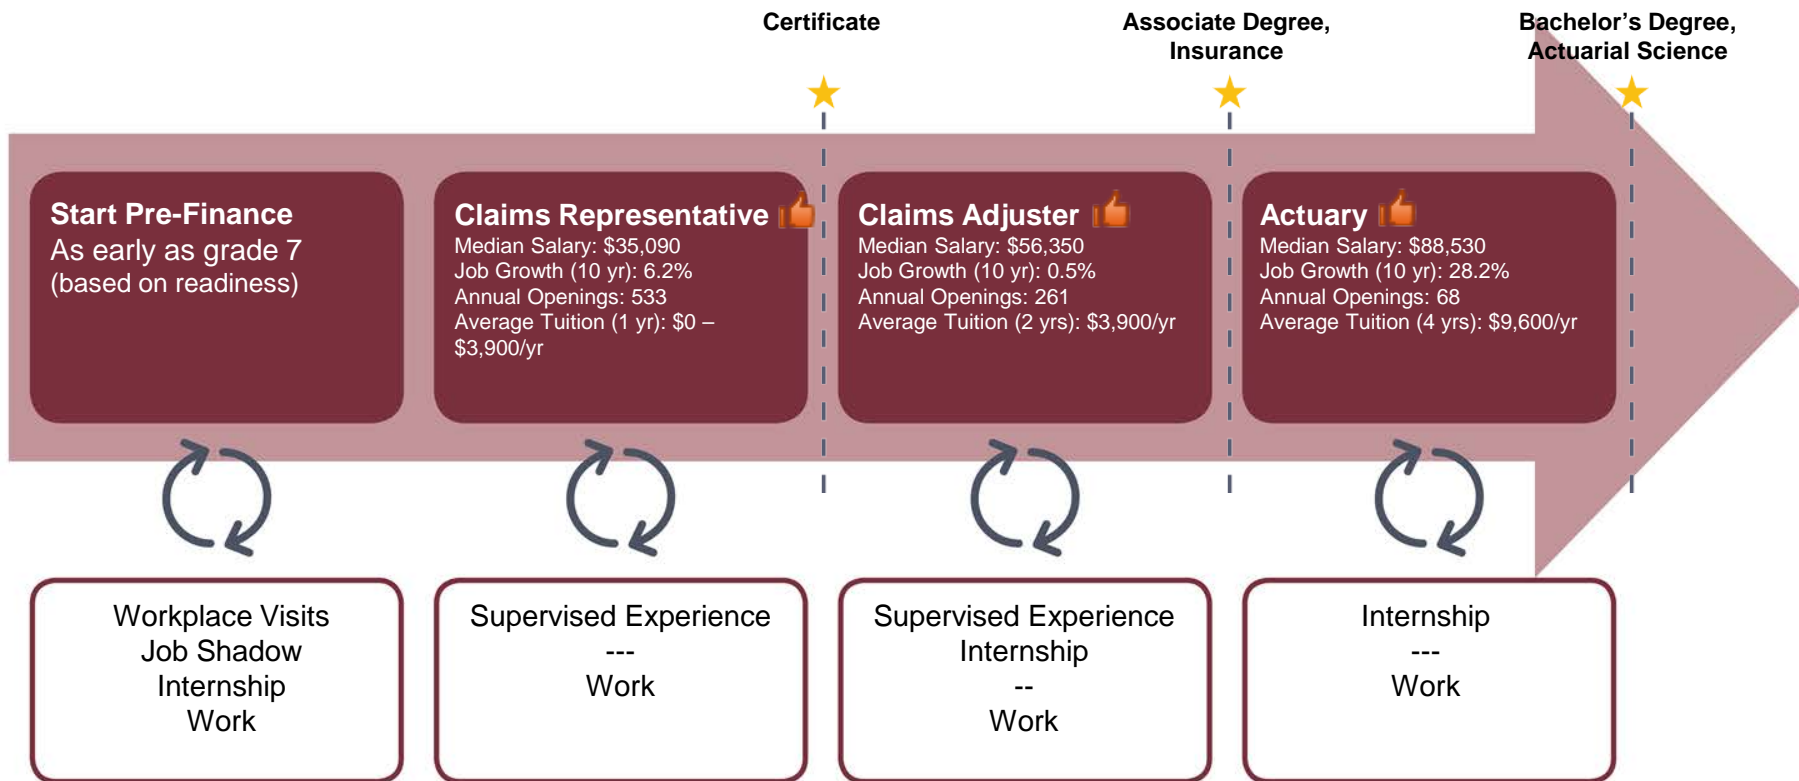 Certificate
Associate Degree,
Insurance
Bachelor’s Degree,
Actuarial Science
Start Pre-Finance
As early as grade 7
(based on readiness)
Claims Representative
Median Salary: $35,090
Job Growth (10 yr): 6.2%
Annual Openings: 533
Average Tuition (1 yr): $0 –
$3,900/yr
Claims Adjuster
Median Salary: $56,350
Job Growth (10 yr): 0.5%
Annual Openings: 261
Average Tuition (2 yrs): $3,900/yr
Actuary
Median Salary: $88,530
Job Growth (10 yr): 28.2%
Annual Openings: 68
Average Tuition (4 yrs): $9,600/yr
Workplace Visits
Job Shadow
Internship
Work
Supervised Experience
---
Work
Supervised Experience
Internship
--
Work
Internship
---
Work